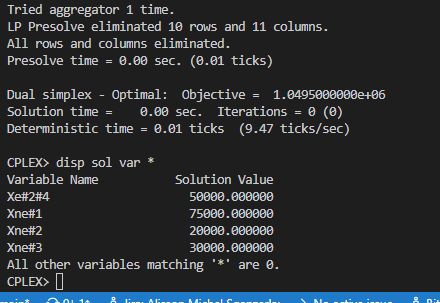 Tried aggregator 1 time.
LP Presolve eliminated 10 rows and 11 columns.
All rows and columns eliminated.
Presolve time = 0.00 sec. (0.01 ticks)
Dual simplex - Optimal:  Objective =  1.0495000000e+06
Solution time =    0.00 sec.  Iterations = 0 (0)
Deterministic time = 0.01 ticks  (9.47 ticks/sec)
CPLEX> disp sol var *
Variable Name           Solution Value
Xe#2#4                    50000.000000
Xne#1                     75000.000000
Xne#2                     20000.000000
Xne#3                     30000.000000
All other variables matching '*' are 0.
CPLEX>